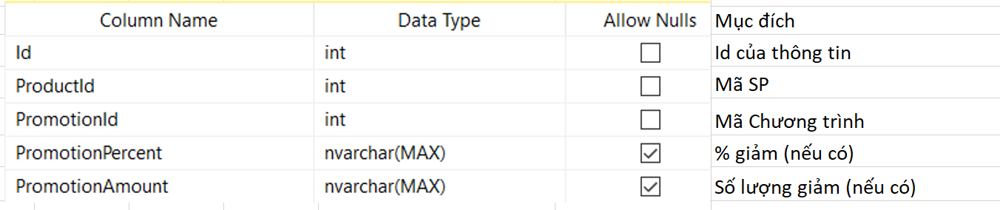 Column Name Data Type Allow Nulls Mục đích
Id int Id của thông tin
ProductId int Mã SP
PromotionId int Mã Chương trình
PromotionPercent nvarchar(MAX) % giảm (nếu có)
PromotionAmount nvarchar(MAX) Số lượng giảm (nếu có)